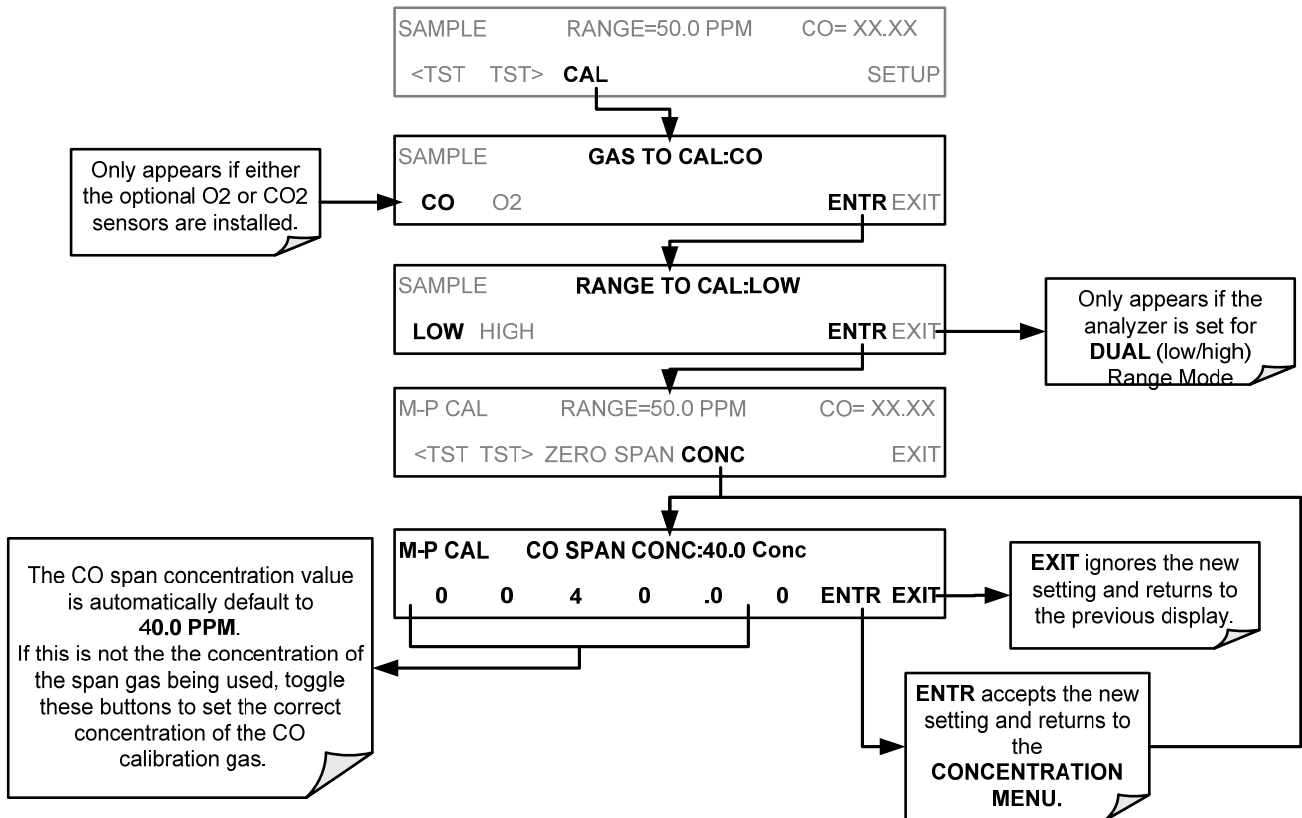 SAMPLE RANGE=50.0 PPM CO= XX.XX
<TST TST> CAL SETUP
Only appears if either
the optional O2 or CO2
sensors are installed.
SAMPLE GAS TO CAL:CO
CO O2 ENTR EXIT
SAMPLE RANGE TO CAL:LOW
LOW HIGH ENTR EXIT
Only appears if the
analyzer is set for
DUAL (low/high)
Range Mode
M-P CAL RANGE=50.0 PPM CO= XX.XX
<TST TST> ZERO SPAN CONC EXIT
M-P CAL CO SPAN CONC:40.0 Conc
0 0 4 0 .0 0 ENTR EXIT
The CO span concentration value
is automatically default to
40.0 PPM.
If this is not the the concentration of
the span gas being used, toggle
these buttons to set the correct
concentration of the CO
calibration gas.
EXIT ignores the new
setting and returns to
the previous display.
ENTR accepts the new
setting and returns to
the
CONCENTRATION
MENU.